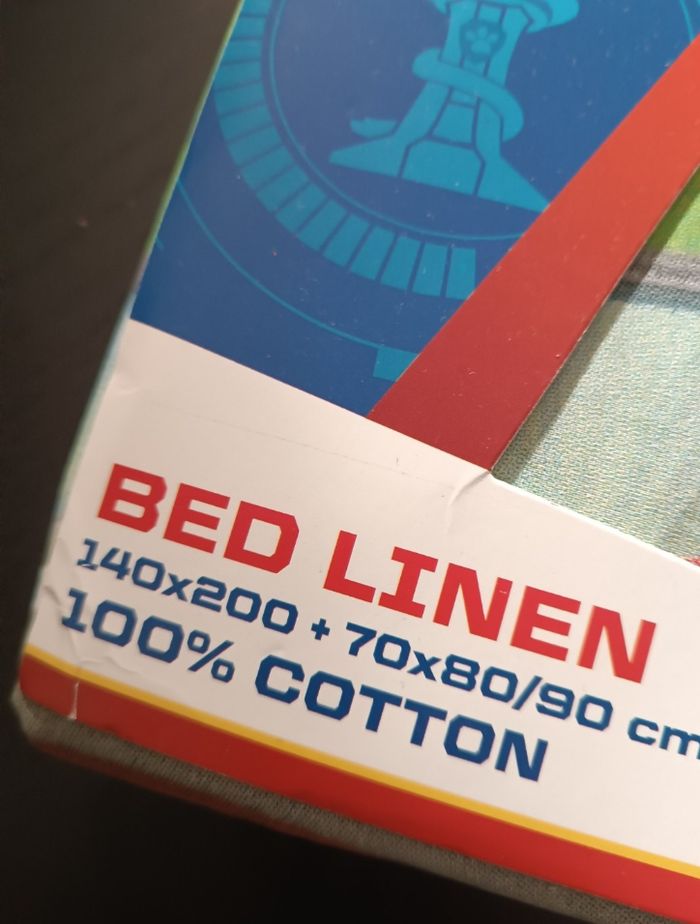 BED LINEN
140x200 + 70x80/90 cm
100% COTTON